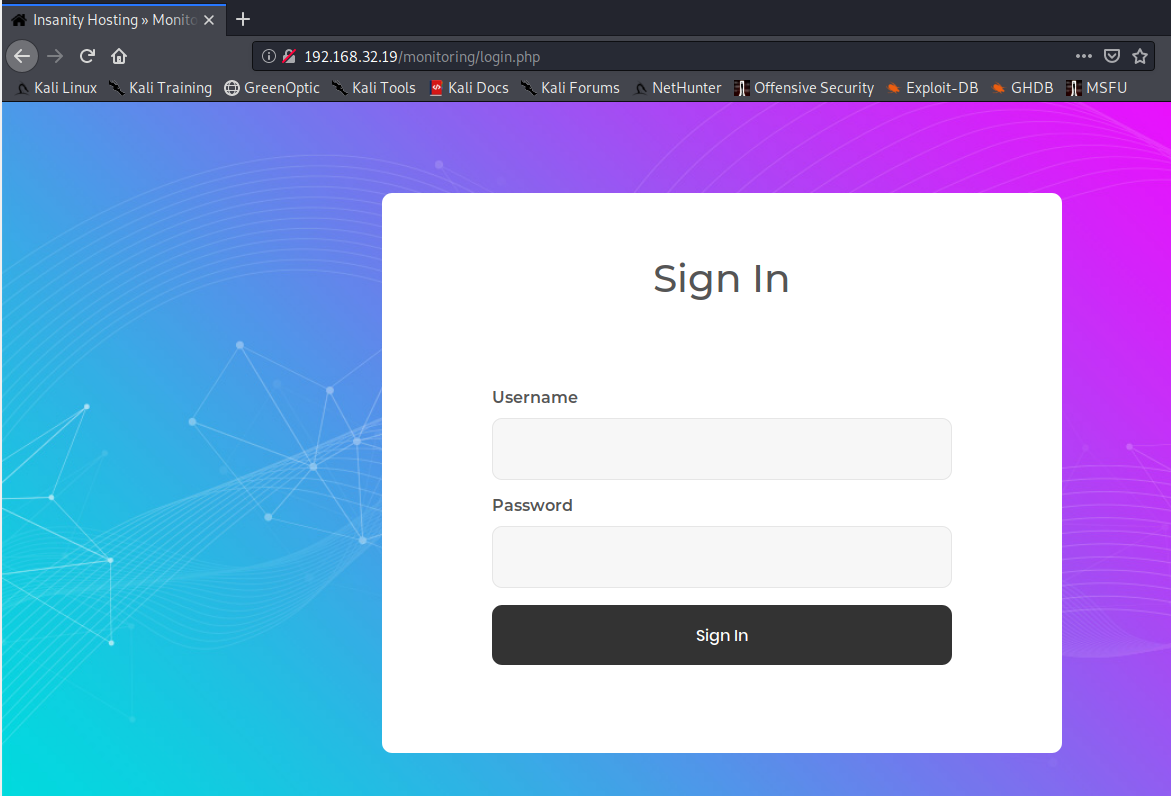 Insanity Hosting » Monito
192.168.32.19/monitoring/login.php
Kali Linux Kali Training GreenOptic Kali Tools Kali Docs Kali Forums NetHunter Offensive Security Exploit-DB GHDB MSFU
Sign In
Username
Password
Sign In